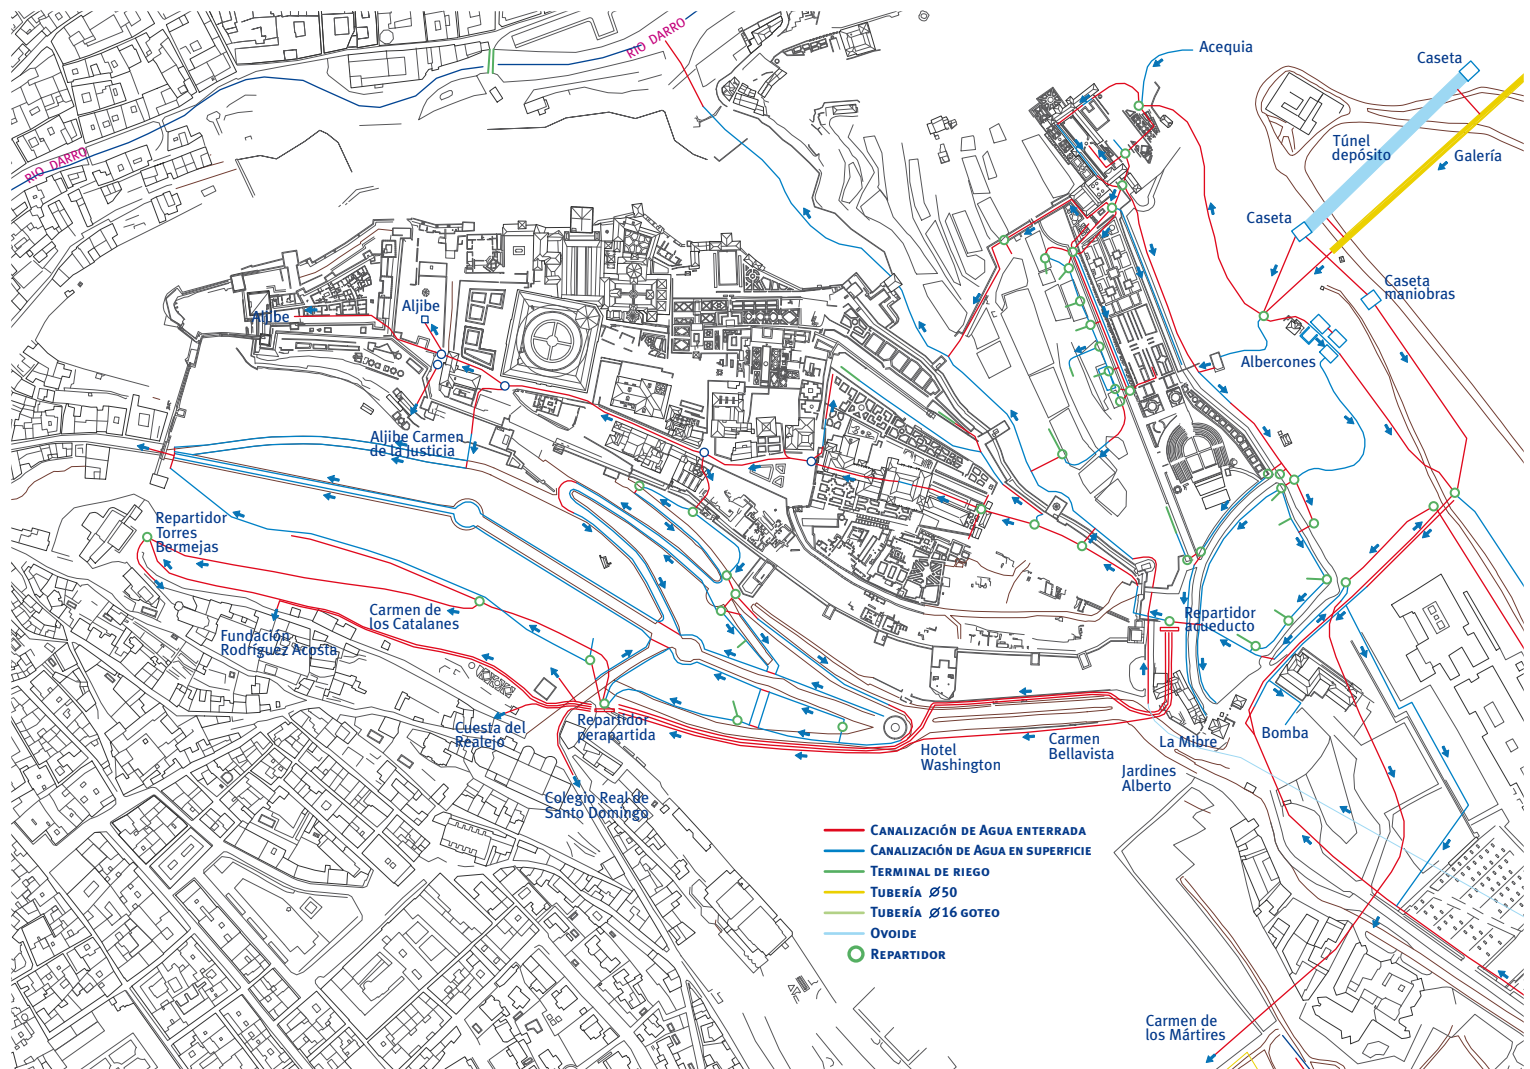 RIO DARRO
Acequia
Caseta
Túnel
depósito
Galería
RIO DARRO
Caseta
Caseta
maniobras
Aljibe
Aljibe
Albercones
Aljibe Carmen
de la Justicia
Repartidor
Torres
Bermejas
Carmen de
los Catalanes
Repartidor
acueducto
Fundación
Rodríguez Acosta
Cuesta del
Realejo
Repartidor
perapartida
Hotel
Washington
Carmen
Bellavista
La Mibre
Bomba
Jardines
Alberto
Colegio Real de
Santo Domingo
Canalización de Agua enterrada
Canalización de Agua en superficie
Terminal de riego
Tubería Ø50
Tubería Ø16 goteo
Ovoide
Repartidor
Carmen de
los Mártires